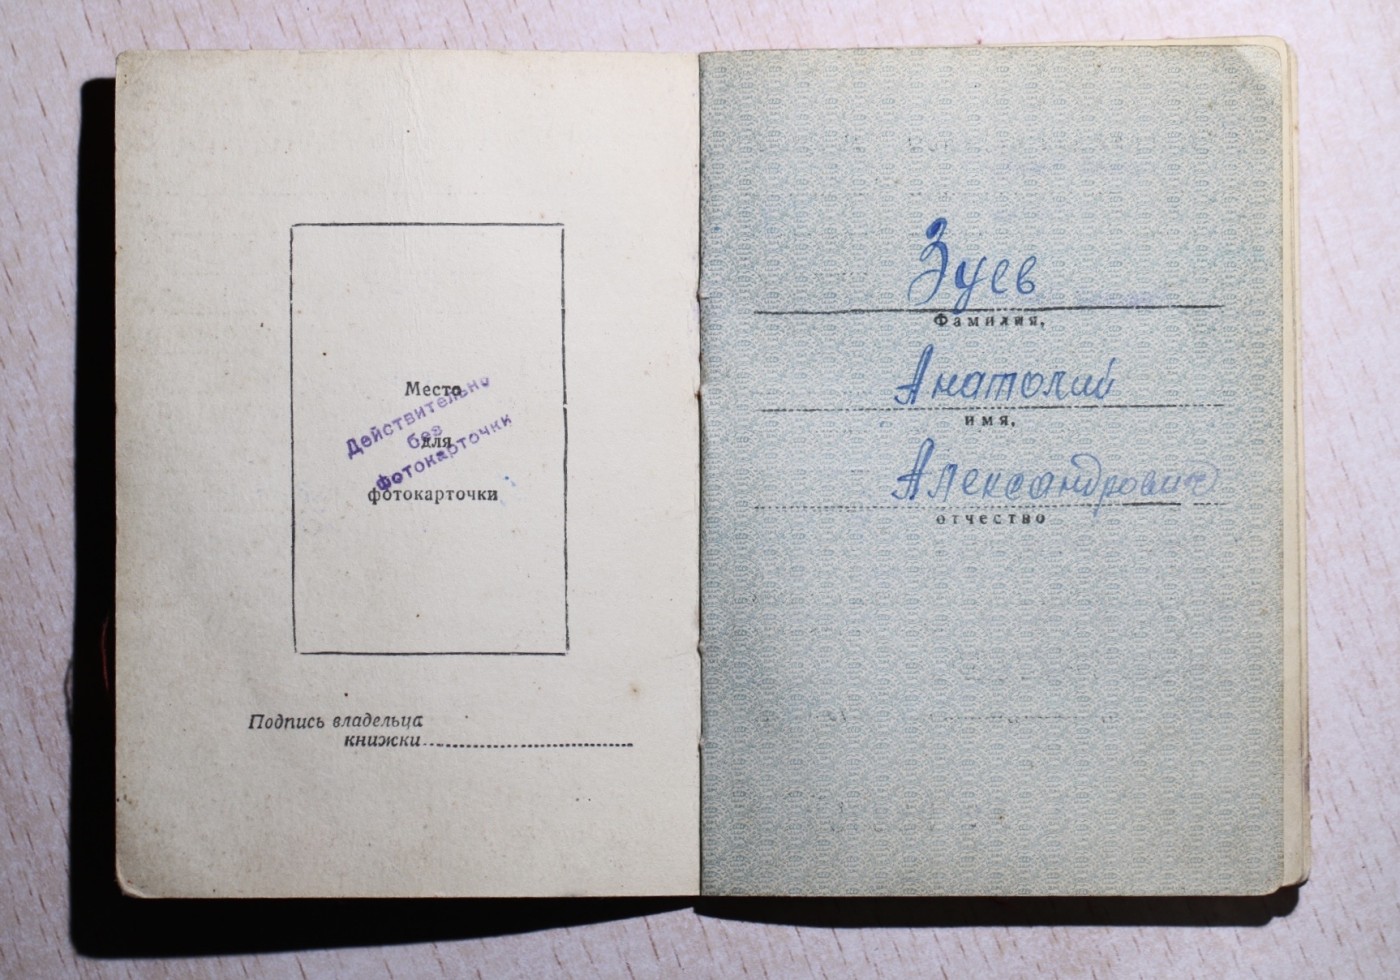 Место
для
фотокарточки
Действительно
без
фотокарточки
Подпись владельца
книжки
Зуев
Фамилия,
Анатолий
имя,
Александрович
отчество